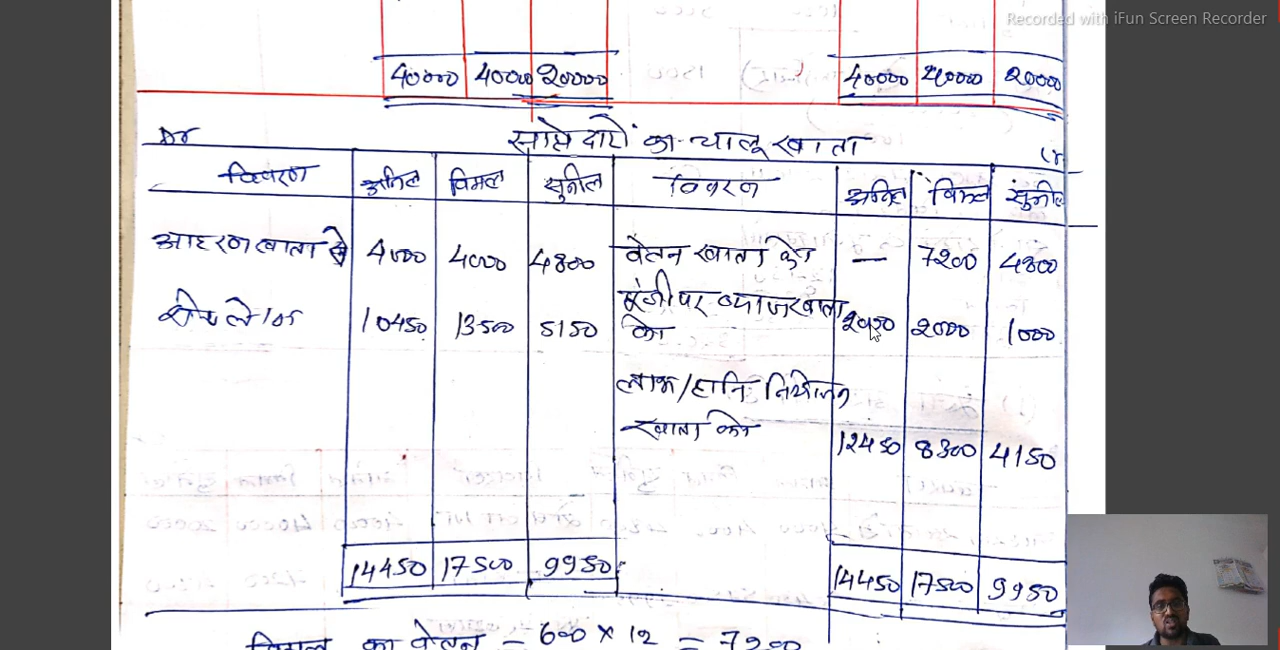 Recorded with iFun Screen Recorder
40000 40000 20000 40000 40000 20000
Dr साझेदारों का चालू खाता Cr
विवरण अनिल विमल सुनील विवरण अनिल विमल सुनील
आहरण खाता से 4000 4000 4800 वेतन खाता को — 7200 4800
पूंजी पर ब्याज खाता
शेष ले/जा 10450 13500 5150 को 2000 2000 1000
लाभ/हानि नियोजन
खाता को 12450 8300 4150
14450 17500 9950 14450 17500 9950
विमल का वेतन = 600 × 12 = 7200